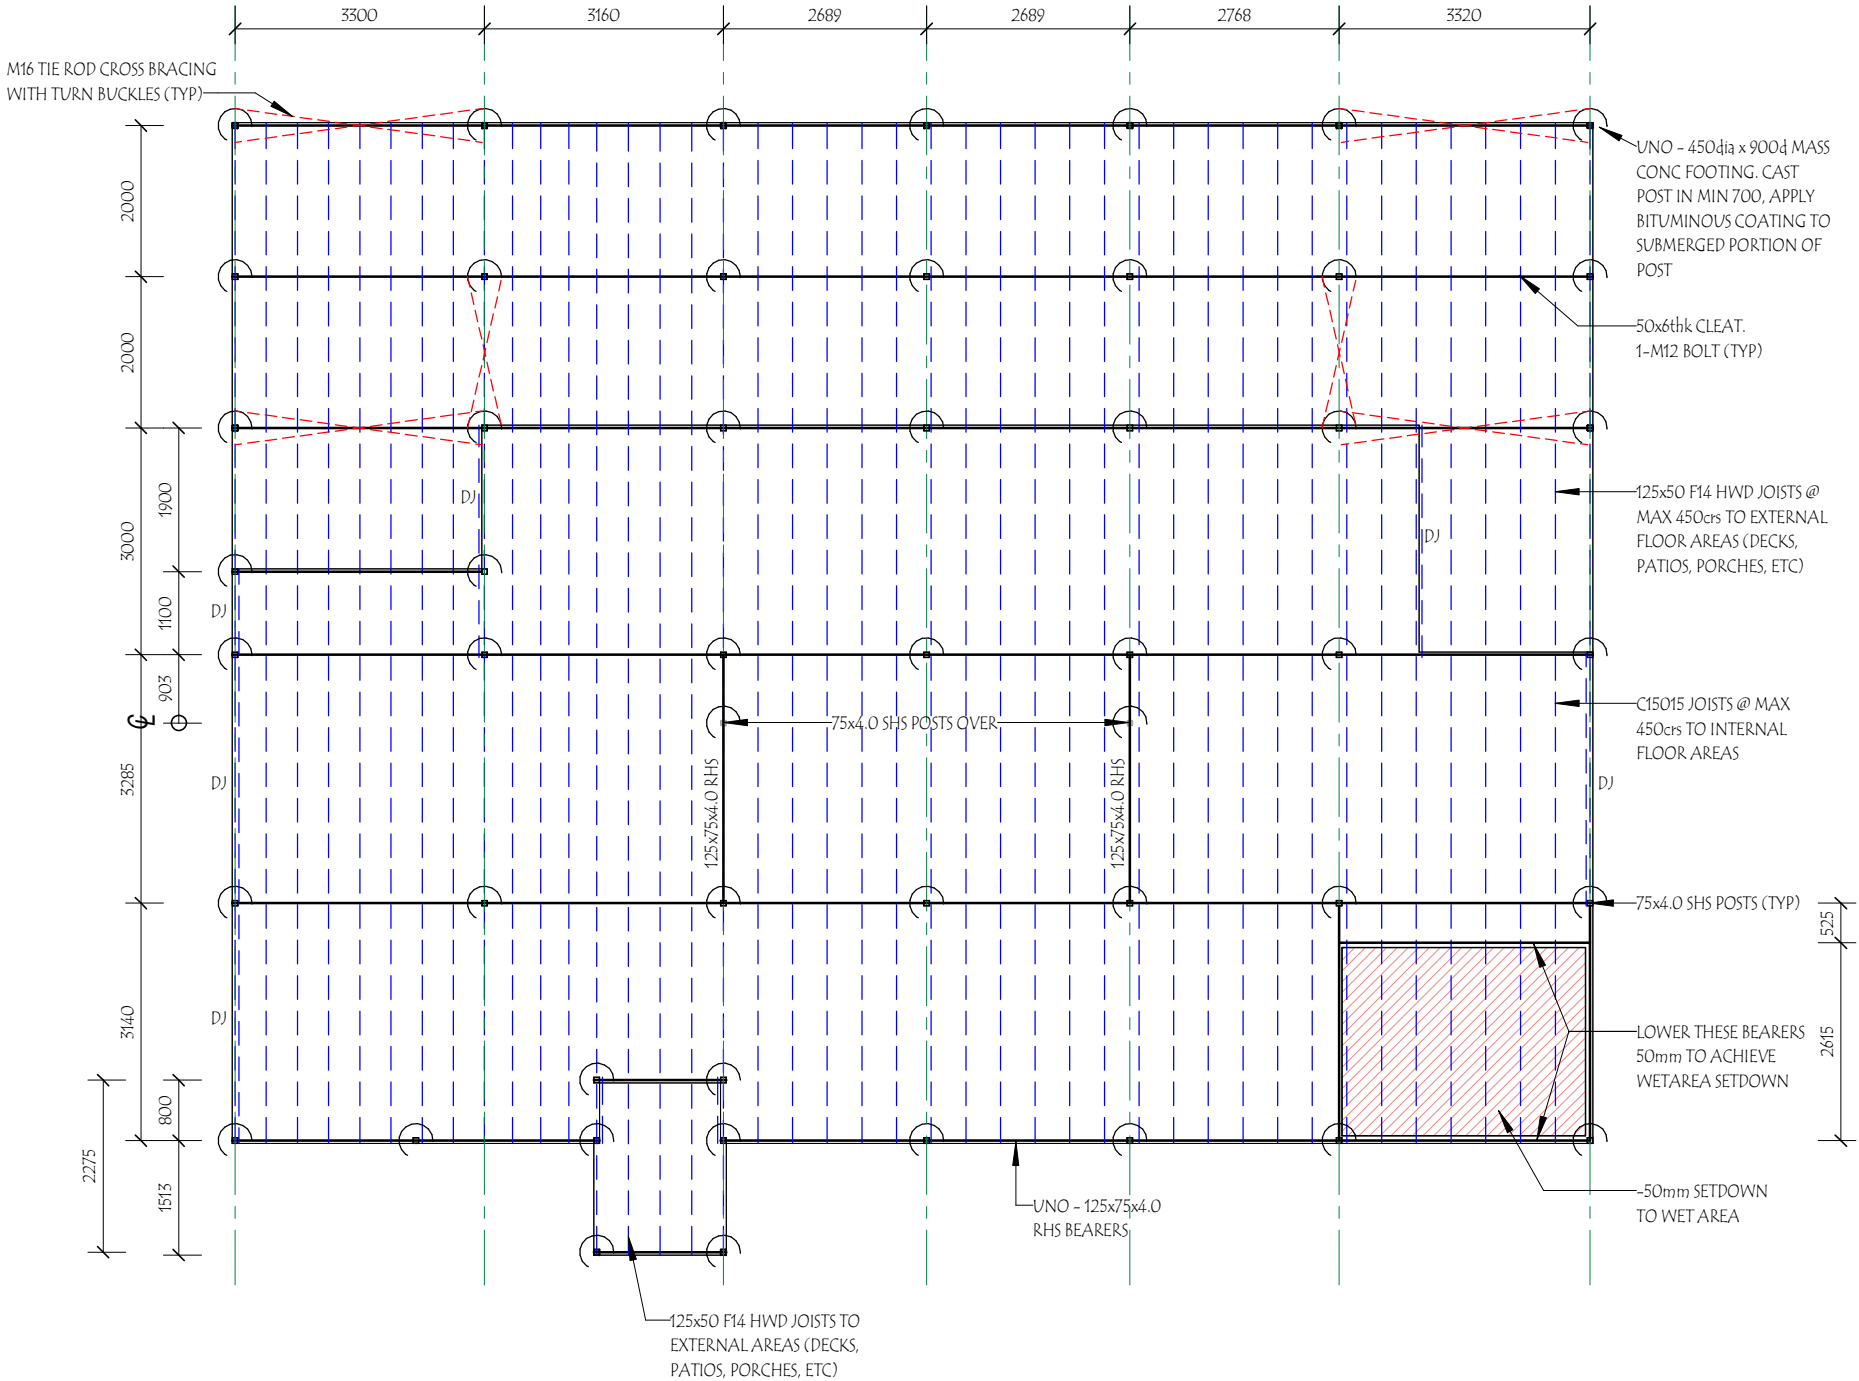 3300
3160
2689
2689
2768
3320
M16 TIE ROD CROSS BRACING
WITH TURN BUCKLES (TYP)
UNO - 450dia x 900d MASS
CONC FOOTING. CAST
POST IN MIN 700, APPLY
BITUMINOUS COATING TO
SUBMERGED PORTION OF
POST
2000
50x6thk CLEAT.
1-M12 BOLT (TYP)
2000
125x50 F14 HWD JOISTS @
MAX 450crs TO EXTERNAL
FLOOR AREAS (DECKS,
PATIOS, PORCHES, ETC)
1900
3000
DJ
DJ
1100
DJ
903
CL
75x4.0 SHS POSTS OVER
C15015 JOISTS @ MAX
450crs TO INTERNAL
FLOOR AREAS
3285
DJ
125x75x4.0 RHS
125x75x4.0 RHS
DJ
75x4.0 SHS POSTS (TYP)
525
3140
DJ
LOWER THESE BEARERS
50mm TO ACHIEVE
WETAREA SETDOWN
2615
800
2275
1513
UNO - 125x75x4.0
RHS BEARERS
-50mm SETDOWN
TO WET AREA
125x50 F14 HWD JOISTS TO
EXTERNAL AREAS (DECKS,
PATIOS, PORCHES, ETC)